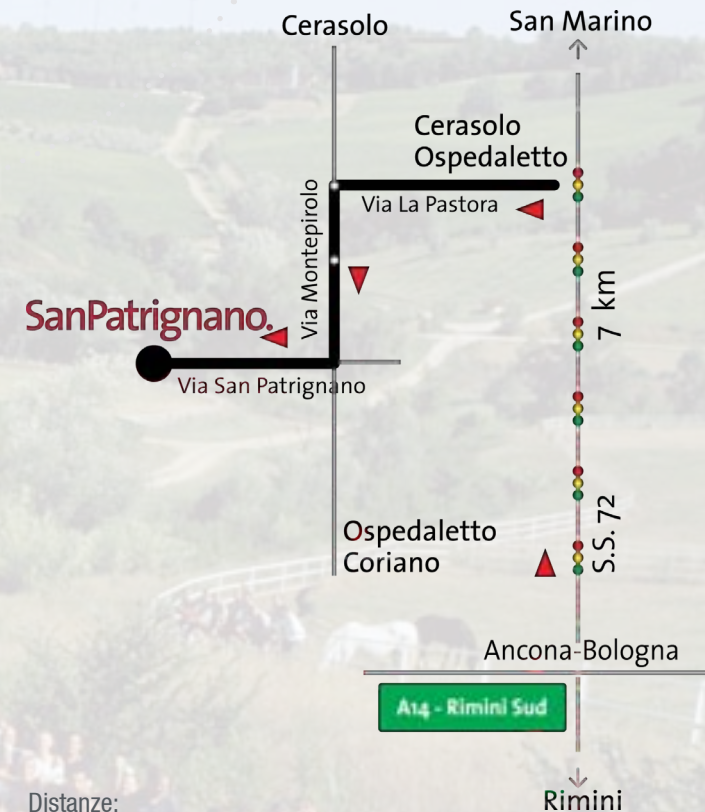 Cerasolo
San Marino
Cerasolo
Ospedaletto
Via La Pastora
Via Montepirolo
7 km
SanPatrignano.
Via San Patrignano
S.S. 72
Ospedaletto
Coriano
Ancona-Bologna
A14 - Rimini Sud
Rimini
Distanze: